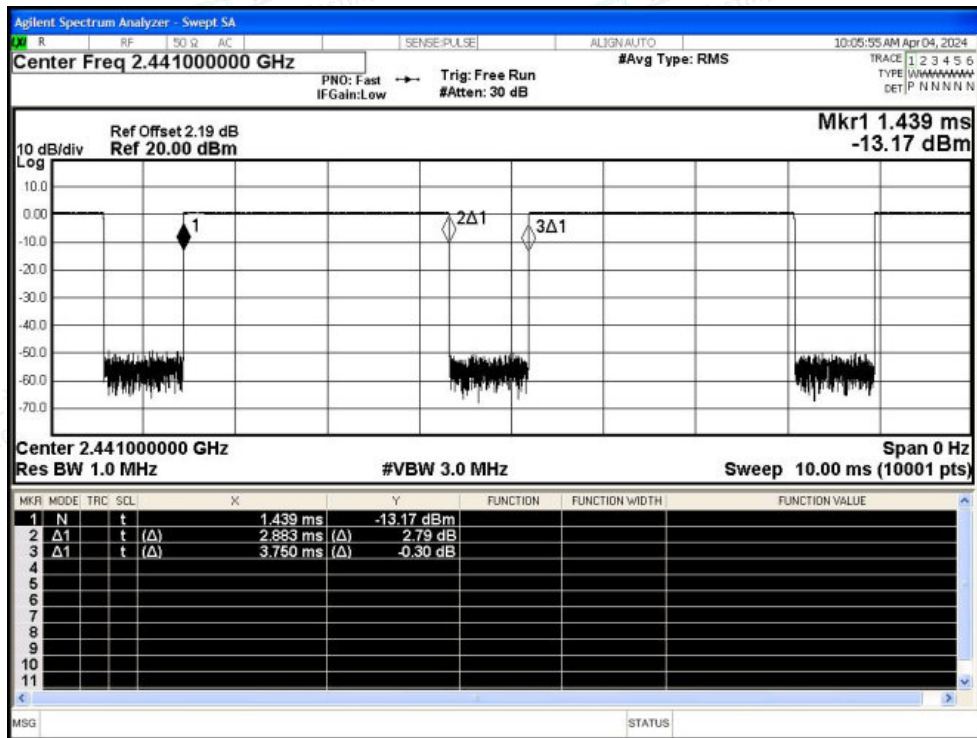 Agilent Spectrum Analyzer - Swept SA
LXI R RF 50 Ω AC SENSE:PULSE ALIGNAUTO 10:05:55 AM Apr 04, 2024
Center Freq 2.441000000 GHz #Avg Type: RMS TRACE 1 2 3 4 5 6
PNO: Fast Trig: Free Run TYPE WWWWWW
IFGain:Low #Atten: 30 dB DET P N N N N N
Mkr1 1.439 ms
Ref Offset 2.19 dB
10 dB/div Ref 20.00 dBm -13.17 dBm
Log
10.0
0.00
1 2Δ1 3Δ1
-10.0
-20.0
-30.0
-40.0
-50.0
-60.0
-70.0
Center 2.441000000 GHz Span 0 Hz
Res BW 1.0 MHz #VBW 3.0 MHz Sweep 10.00 ms (10001 pts)
MKR MODE TRC SCL X Y FUNCTION FUNCTION WIDTH FUNCTION VALUE
1 N t 1.439 ms -13.17 dBm
2 Δ1 t (Δ) 2.883 ms (Δ) 2.79 dB
3 Δ1 t (Δ) 3.750 ms (Δ) -0.30 dB
4
5
6
7
8
9
10
11
MSG STATUS